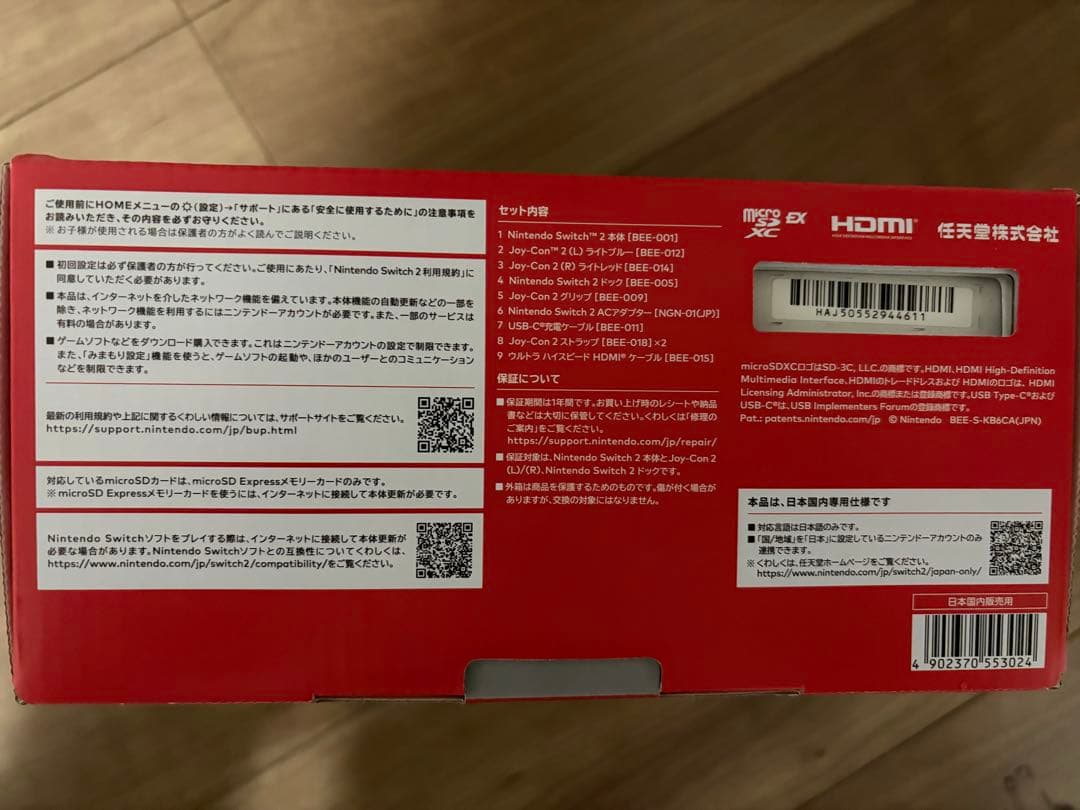 ご使用前にHOMEメニューの(設定)→「サポート」にある「安全に使用するために」の注意事項を
お読みいただき、その内容を必ずお守りください。
※お子様が使用される場合は保護者の方がよく読んでご説明ください。
■初回設定は必ず保護者の方が行ってください。ご使用にあたり、「Nintendo Switch 2利用規約」に
同意していただく必要があります。
■本品は、インターネットを介したネットワーク機能を備えています。本体機能の自動更新などの一部を
除き、ネットワーク機能を利用するにはニンテンドーアカウントが必要です。また、一部のサービスは
有料の場合があります。
■ゲームソフトなどをダウンロード購入できます。これはニンテンドーアカウントの設定で制限できます。
また、「みまもり設定」機能を使うと、ゲームソフトの起動や、ほかのユーザーとのコミュニケーション
などを制限できます。
最新の利用規約や上記に関するくわしい情報については、サポートサイトをご覧ください。
https://support.nintendo.com/jp/bup.html
対応しているmicroSDカードは、microSD Expressメモリーカードのみです。
※microSD Expressメモリーカードを使うには、インターネットに接続して本体更新が必要です。
Nintendo Switchソフトをプレイする際は、インターネットに接続して本体更新
が必要な場合があります。Nintendo Switchソフトとの互換性についてくわしくは、
https://www.nintendo.com/jp/switch2/compatibility/をご覧ください。
セット内容
1 Nintendo Switch™ 2 本体 [BEE-001]
2 Joy-Con™ 2 (L) ライトブルー [BEE-012]
3 Joy-Con 2 (R) ライトレッド [BEE-014]
4 Nintendo Switch 2 ドック [BEE-005]
5 Joy-Con 2 グリップ [BEE-009]
6 Nintendo Switch 2 ACアダプター [NGN-01(JP)]
7 USB-C®充電ケーブル [BEE-011]
8 Joy-Con 2 ストラップ [BEE-018]×2
9 ウルトラ ハイスピード HDMI® ケーブル [BEE-015]
保証について
■保証期間は1年間です。お買い上げ時のレシートや納品
書などは大切に保管してください。くわしくは「修理の
ご案内」をご覧ください。
https://support.nintendo.com/jp/repair/
■保証対象は、Nintendo Switch 2 本体とJoy-Con 2
(L)/(R)、Nintendo Switch 2 ドックです。
■外箱は商品を保護するためのものです。傷が付く場合が
ありますが、交換の対象にはなりません。
micro SD XC EX
HDMI®
任天堂株式会社
HAJ50552944611
microSDXCロゴはSD-3C, LLC.の商標です。HDMI、HDMI High-Definition
Multimedia Interface、HDMIのトレードドレスおよび HDMIのロゴは、HDMI
Licensing Administrator, Inc.の商標または登録商標です。USB Type-C®および
USB-C®は、USB Implementers Forumの登録商標です。
Pat.: patents.nintendo.com/jp © Nintendo BEE-S-KB6CA(JPN)
本品は、日本国内専用仕様です
■対応言語は日本語のみです。
■「国/地域」を「日本」に設定しているニンテンドーアカウントのみ
連携できます。
※くわしくは、任天堂ホームページをご覧ください。
https://www.nintendo.com/jp/switch2/japan-only/
日本国内販売用
4 902370 553024